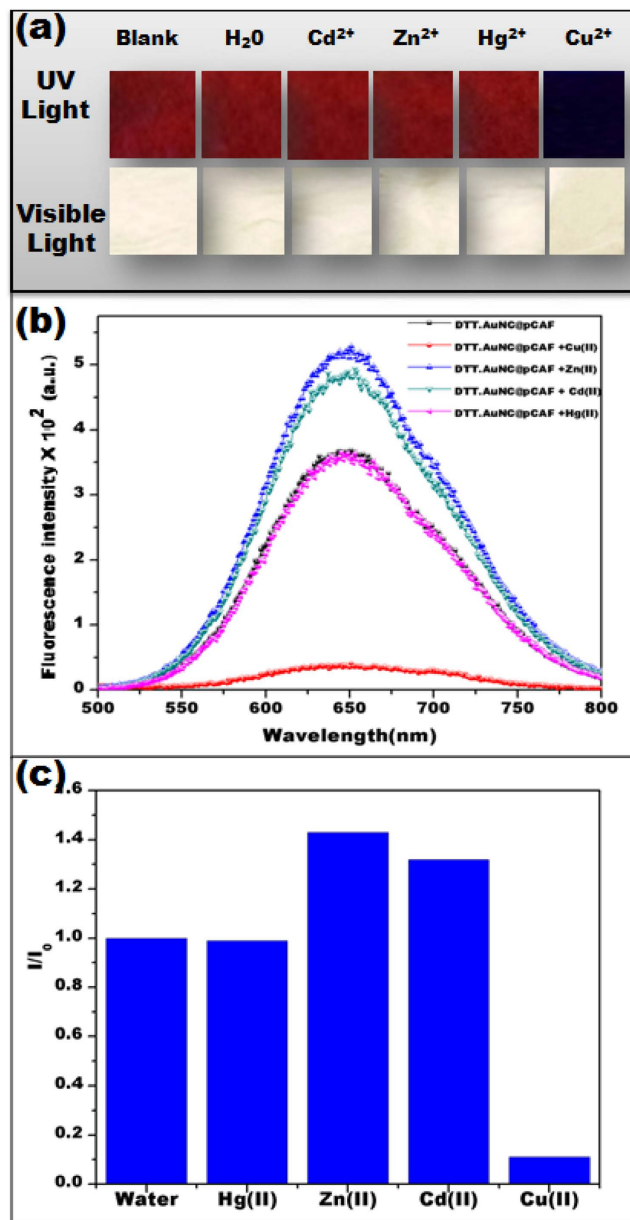 (a)
Blank H₂0 Cd²⁺ Zn²⁺ Hg²⁺ Cu²⁺
UV
Light
Visible
Light
(b)
DTT.AuNC@pCAF
DTT.AuNC@pCAF +Cu(II)
DTT.AuNC@pCAF +Zn(II)
DTT.AuNC@pCAF + Cd(II)
DTT.AuNC@pCAF +Hg(II)
Fluorescence intensity X 10² (a.u.)
5
4
3
2
1
0
500 550 600 650 700 750 800
Wavelength(nm)
(c)
1.6
1.4
1.2
1.0
0.8
0.6
0.4
0.2
0.0
I/I₀
Water Hg(II) Zn(II) Cd(II) Cu(II)